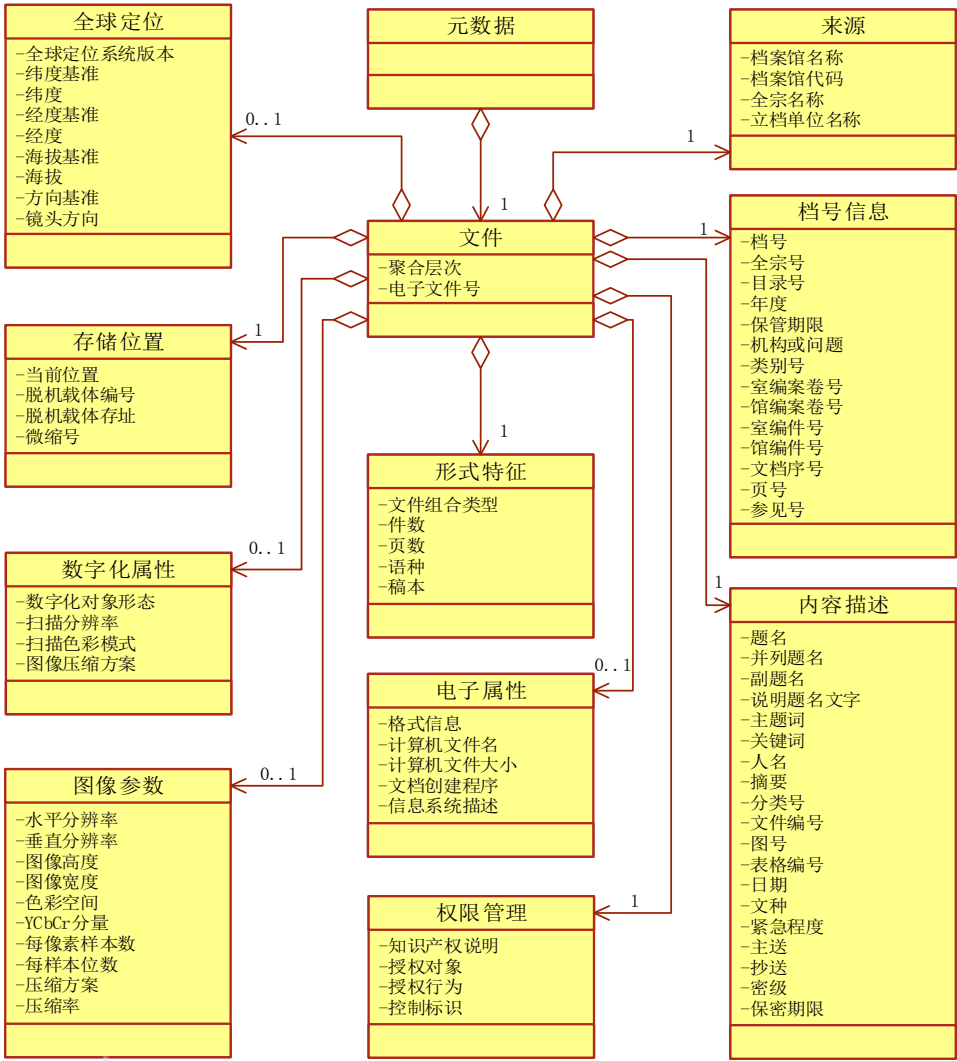 全球定位
-全球定位系统版本
-纬度基准
-纬度
-经度基准
-经度
-海拔基准
-海拔
-方向基准
-镜头方向
元数据
来源
-档案馆名称
-档案馆代码
-全宗名称
-立档单位名称
0..1
1
1
文件
-聚合层次
-电子文件号
1
档号信息
-档号
-全宗号
-目录号
-年度
-保管期限
-机构或问题
-类别号
-室编案卷号
-馆编案卷号
-室编件号
-馆编件号
-文档序号
-页号
-参见号
1
存储位置
-当前位置
-脱机载体编号
-脱机载体存址
-微缩号
1
形式特征
-文件组合类型
-件数
-页数
-语种
-稿本
0..1
数字化属性
-数字化对象形态
-扫描分辨率
-扫描色彩模式
-图像压缩方案
1
内容描述
-题名
-并列题名
-副题名
-说明题名文字
-主题词
-关键词
-人名
-摘要
-分类号
-文件编号
-图号
-表格编号
-日期
-文种
-紧急程度
-主送
-抄送
-密级
-保密期限
0..1
电子属性
-格式信息
-计算机文件名
-计算机文件大小
-文档创建程序
-信息系统描述
0..1
图像参数
-水平分辨率
-垂直分辨率
-图像高度
-图像宽度
-色彩空间
-YCbCr分量
-每像素样本数
-每样本位数
-压缩方案
-压缩率
1
权限管理
-知识产权说明
-授权对象
-授权行为
-控制标识